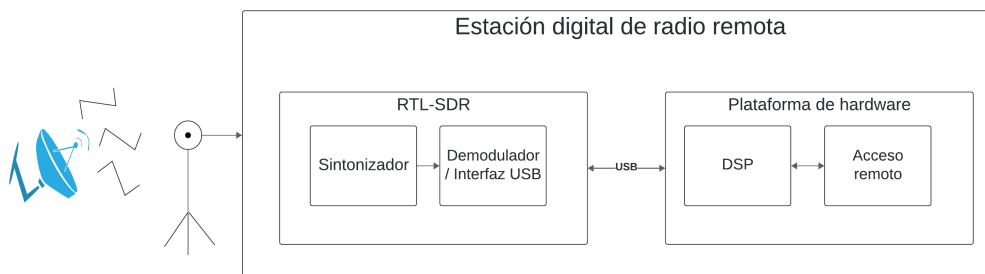 Estación digital de radio remota
RTL-SDR
Sintonizador
Demodulador
/ Interfaz USB
USB
Plataforma de hardware
DSP
Acceso
remoto